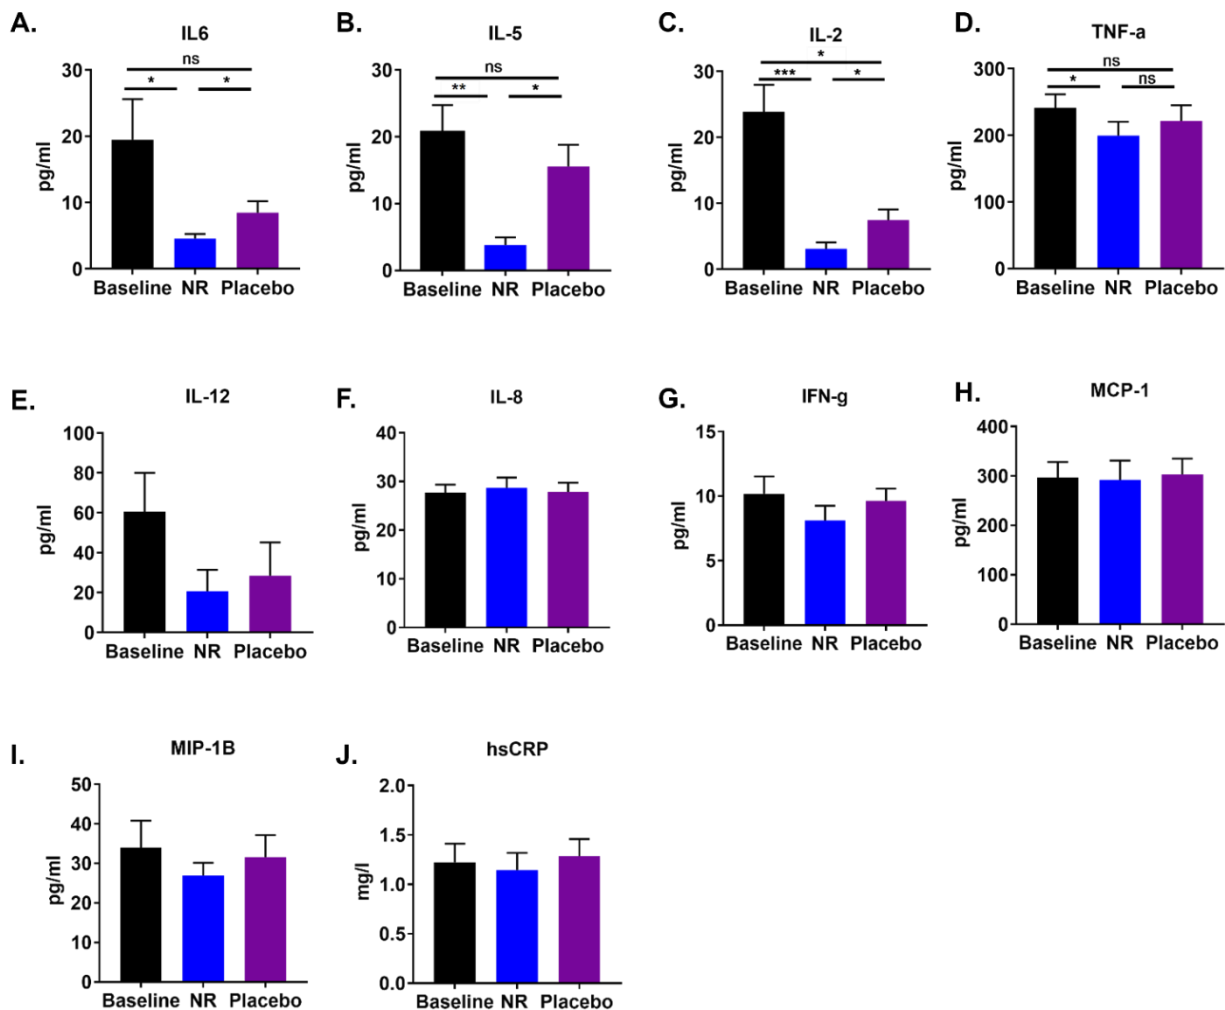 A.
IL6
ns
* *
30
20
10
0
pg/ml
Baseline NR Placebo
B.
IL-5
ns
** *
30
20
10
0
pg/ml
Baseline NR Placebo
C.
IL-2
*
*** *
30
20
10
0
pg/ml
Baseline NR Placebo
D.
TNF-a
ns
* ns
300
200
100
0
pg/ml
Baseline NR Placebo
E.
IL-12
100
80
60
40
20
0
pg/ml
Baseline NR Placebo
F.
IL-8
40
30
20
10
0
pg/ml
Baseline NR Placebo
G.
IFN-g
15
10
5
0
pg/ml
Baseline NR Placebo
H.
MCP-1
400
300
200
100
0
pg/ml
Baseline NR Placebo
I.
MIP-1B
50
40
30
20
10
0
pg/ml
Baseline NR Placebo
J.
hsCRP
2.0
1.5
1.0
0.5
0.0
mg/l
Baseline NR Placebo